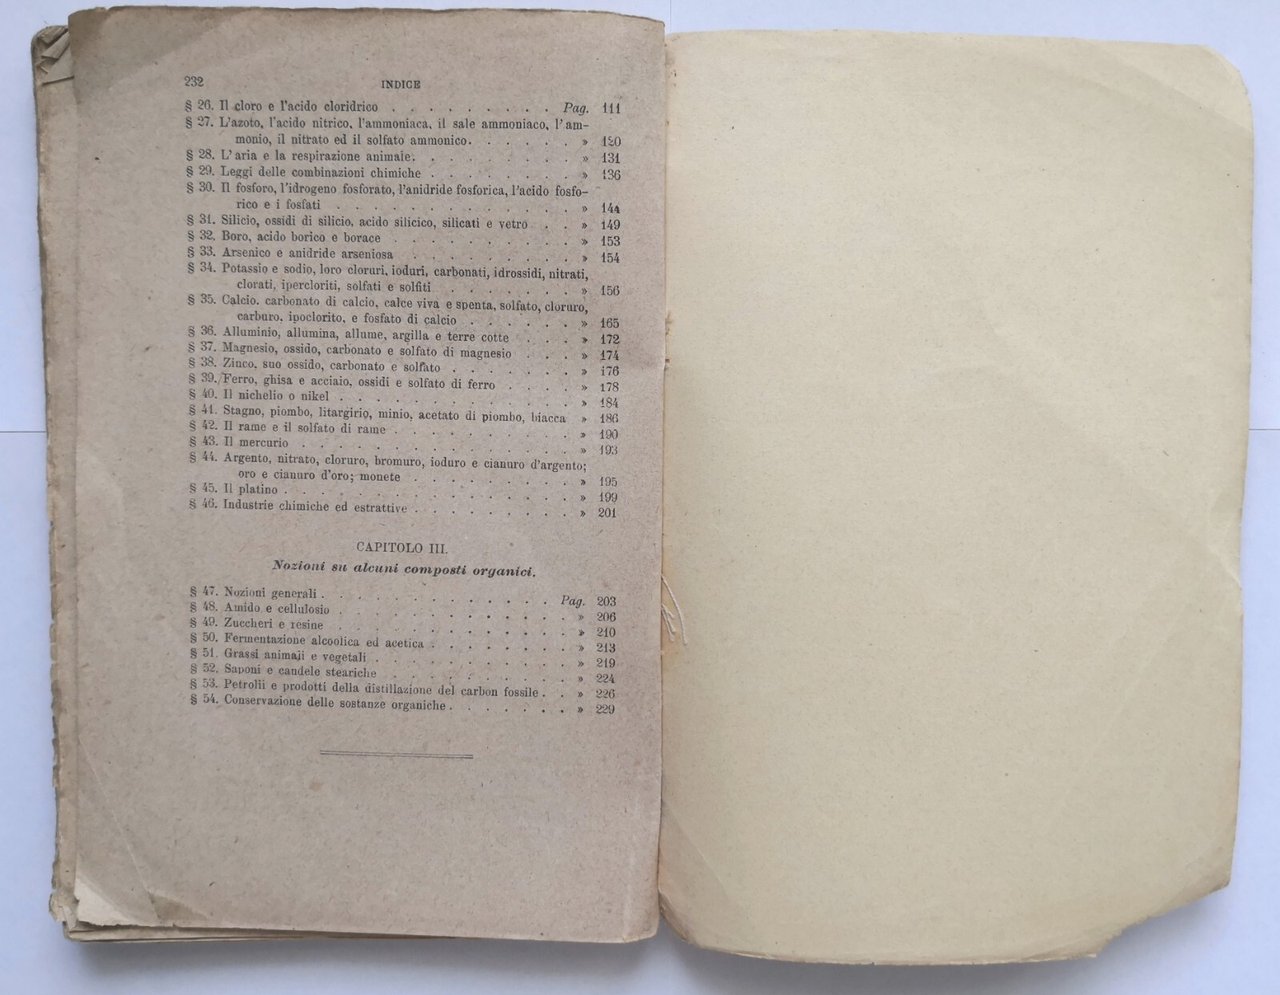 232 INDICE
§ 26. Il cloro e l'acido cloridrico . . . . . . . . . Pag. 111
§ 27. L'azoto, l'acido nitrico, l'ammoniaca, il sale ammoniaco, l'am-
monio, il nitrato ed il solfato ammonico. . . . . . » 120
§ 28. L'aria e la respirazione animale. . . . . . . . . » 131
§ 29. Leggi delle combinazioni chimiche . . . . . . . . » 136
§ 30. Il fosforo, l'idrogeno fosforato, l'anidride fosforica, l'acido fosfo-
rico e i fosfati . . . . . . . . . . . . . » 144
§ 31. Silicio, ossidi di silicio, acido silicico, silicati e vetro . . » 149
§ 32. Boro, acido borico e borace . . . . . . . . . . » 153
§ 33. Arsenico e anidride arseniosa . . . . . . . . . » 154
§ 34. Potassio e sodio, loro cloruri, ioduri, carbonati, idrossidi, nitrati,
clorati, ipercloriti, solfati e solfiti . . . . . . . » 156
§ 35. Calcio. carbonato di calcio, calce viva e spenta, solfato, cloruro,
carburo, ipoclorito, e fosfato di calcio . . . . . . » 165
§ 36. Alluminio, allumina, allume, argilla e terre cotte . . . » 172
§ 37. Magnesio, ossido, carbonato e solfato di magnesio . . . » 174
§ 38. Zinco, suo ossido, carbonato e solfato . . . . . . . » 176
§ 39. Ferro, ghisa e acciaio, ossidi e solfato di ferro . . . . » 178
§ 40. Il nichelio o nikel . . . . . . . . . . . . . » 184
§ 41. Stagno, piombo, litargirio, minio, acetato di piombo, biacca » 186
§ 42. Il rame e il solfato di rame . . . . . . . . . . » 190
§ 43. Il mercurio . . . . . . . . . . . . . . . » 193
§ 44. Argento, nitrato, cloruro, bromuro, ioduro e cianuro d'argento;
oro e cianuro d'oro; monete . . . . . . . . . » 195
§ 45. Il platino . . . . . . . . . . . . . . . . » 199
§ 46. Industrie chimiche ed estrattive . . . . . . . . . » 201
CAPITOLO III.
Nozioni su alcuni composti organici.
§ 47. Nozioni generali . . . . . . . . . . . . . Pag. 203
§ 48. Amido e cellulosio . . . . . . . . . . . . . » 206
§ 49. Zuccheri e resine . . . . . . . . . . . . . » 210
§ 50. Fermentazione alcoolica ed acetica . . . . . . . . » 213
§ 51. Grassi animali e vegetali . . . . . . . . . . . » 219
§ 52. Saponi e candele steariche . . . . . . . . . . » 224
§ 53. Petrolii e prodotti della distillazione del carbon fossile . . » 226
§ 54. Conservazione delle sostanze organiche . . . . . . . » 229